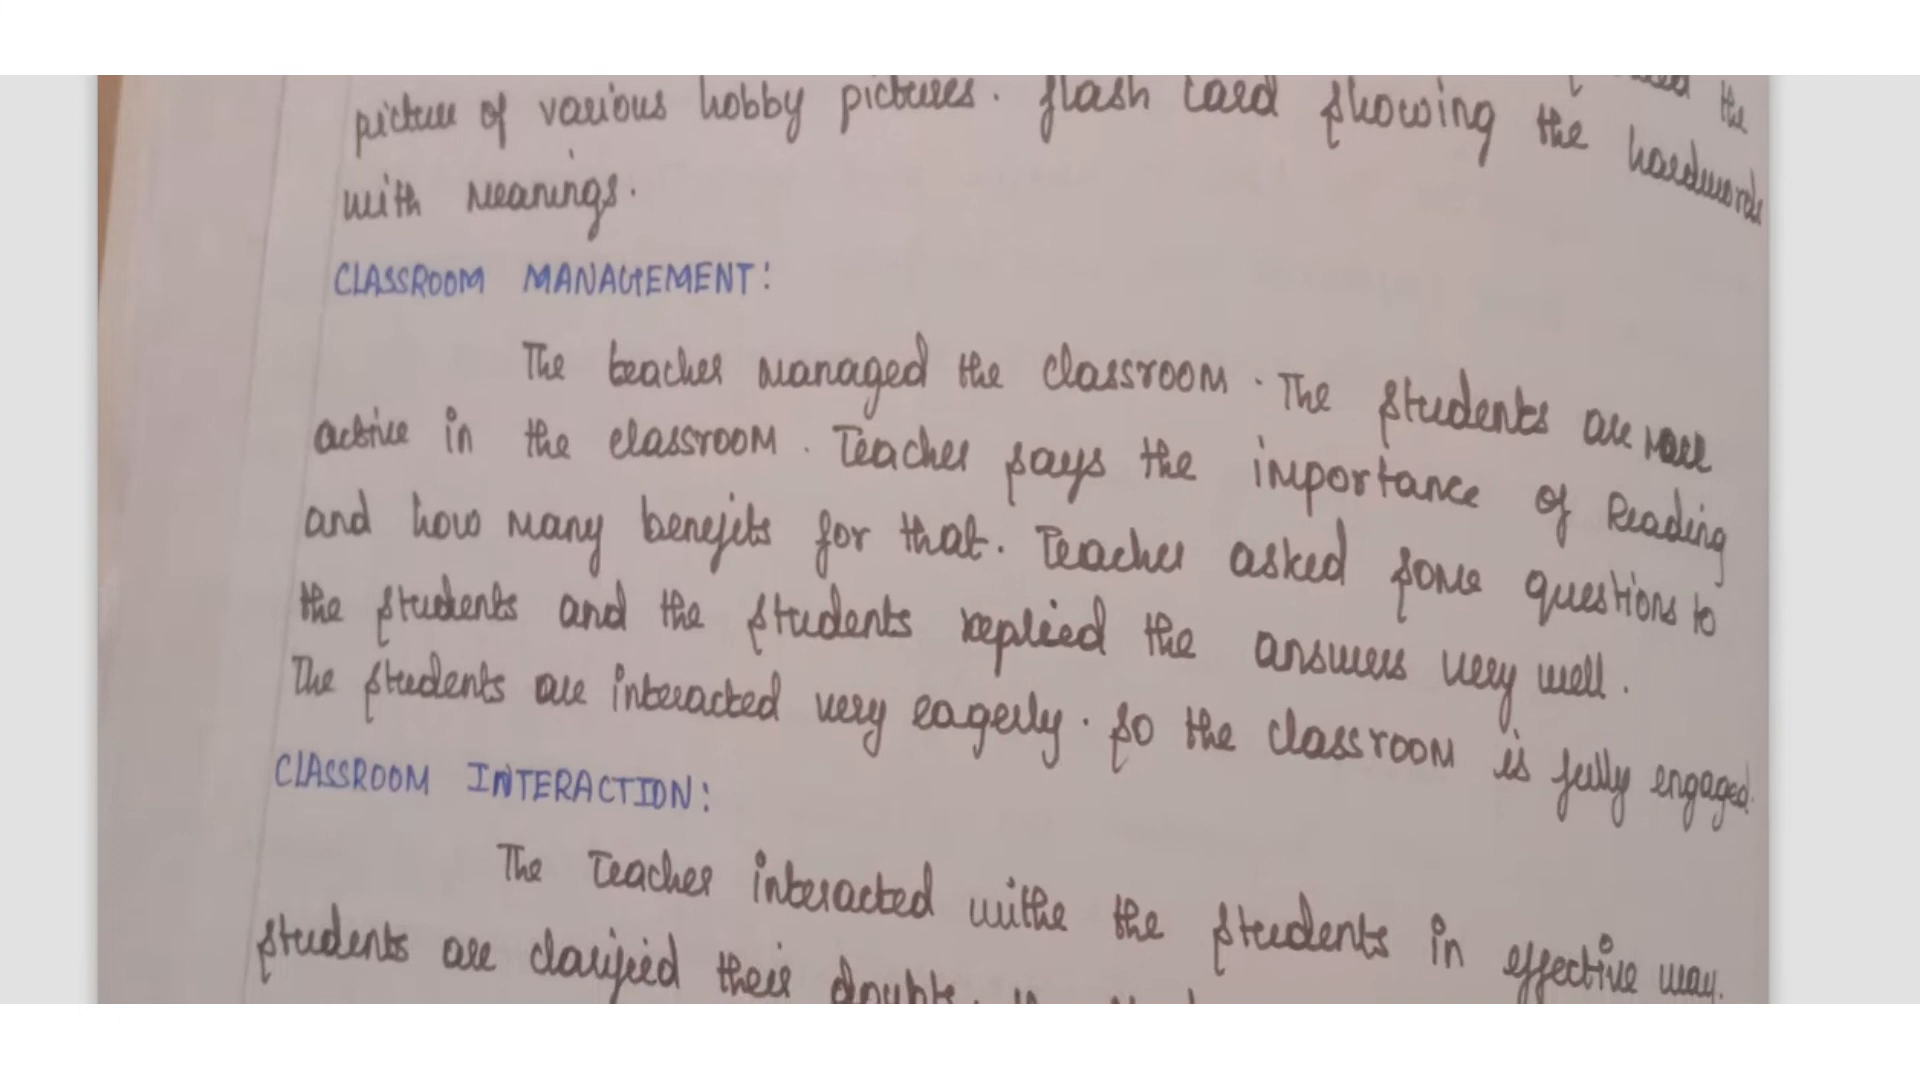 the
picture of various hobby pictures. flash card showing the hardwords
with meanings.
CLASSROOM MANAGEMENT:
The teacher managed the classroom. The students are
active in the classroom. Teacher says the importance of Reading
and how many benefits for that. Teacher asked some questions to
the students and the students replied the answers very well.
The students are interacted very eagerly. So the classroom is fully engaged.
CLASSROOM INTERACTION:
The Teacher interacted withe the students in effective way.
students are clarified their doubts.